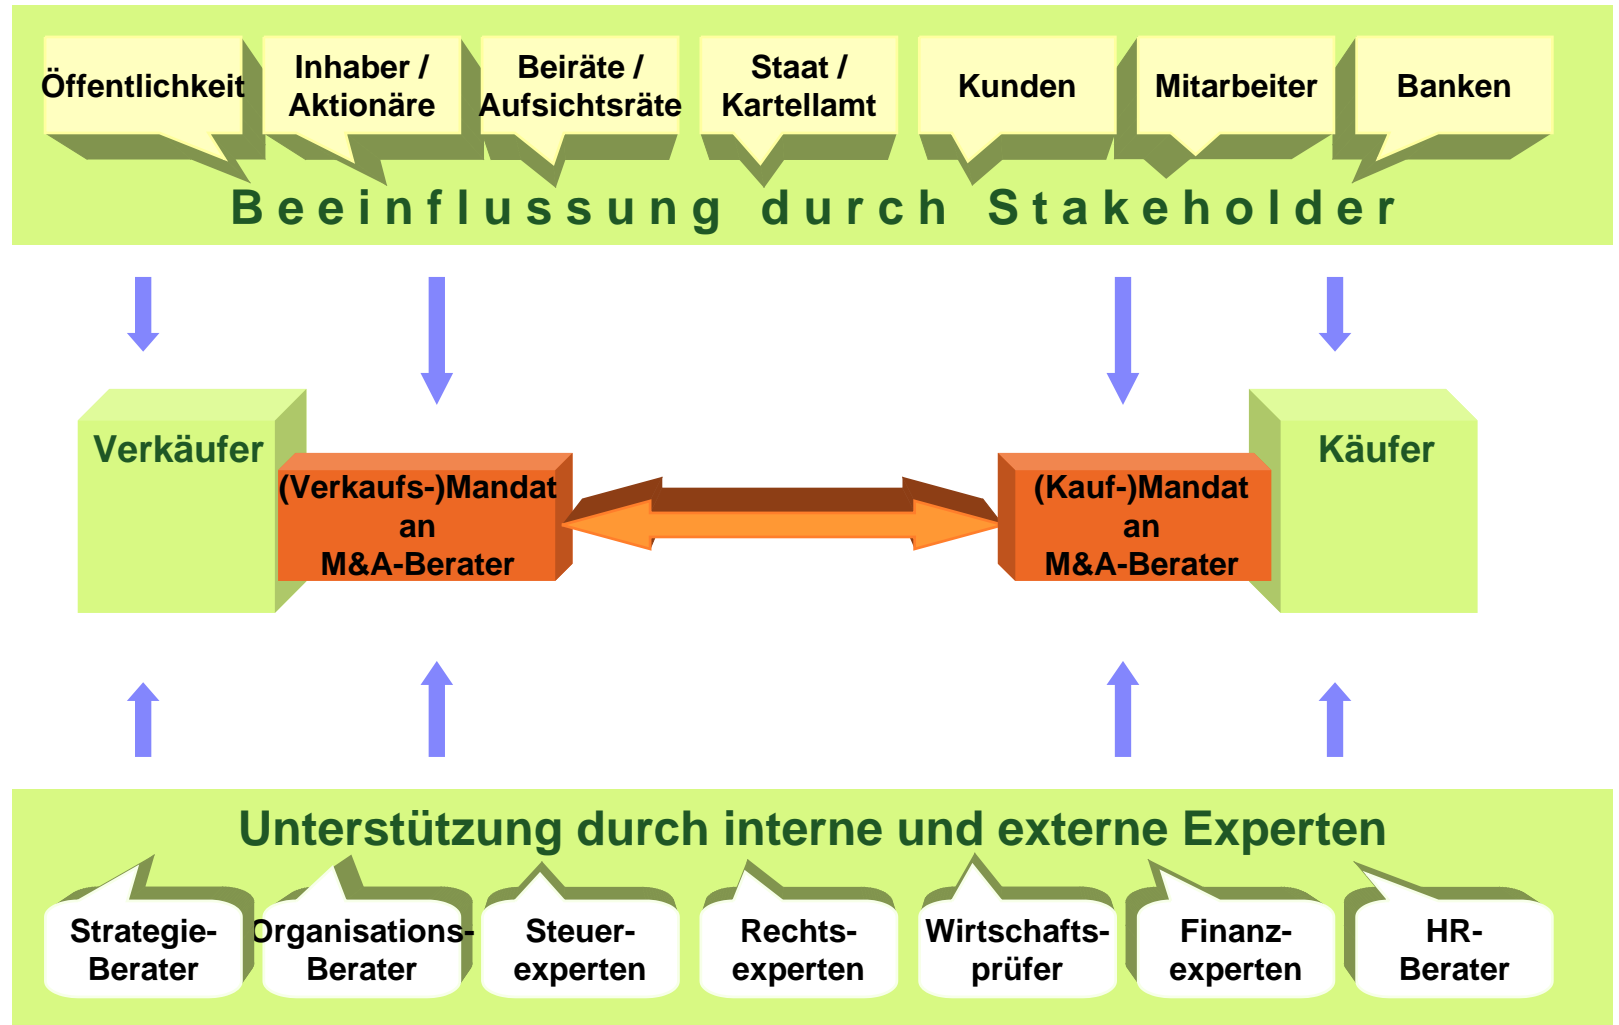 Öffentlichkeit
Inhaber /
Aktionäre
Beiräte /
Aufsichtsräte
Staat /
Kartellamt
Kunden
Mitarbeiter
Banken
Beeinflussung durch Stakeholder
Verkäufer
(Verkaufs-)Mandat
an
M&A-Berater
(Kauf-)Mandat
an
M&A-Berater
Käufer
Unterstützung durch interne und externe Experten
Strategie-
Berater
Organisations-
Berater
Steuer-
experten
Rechts-
experten
Wirtschafts-
prüfer
Finanz-
experten
HR-
Berater